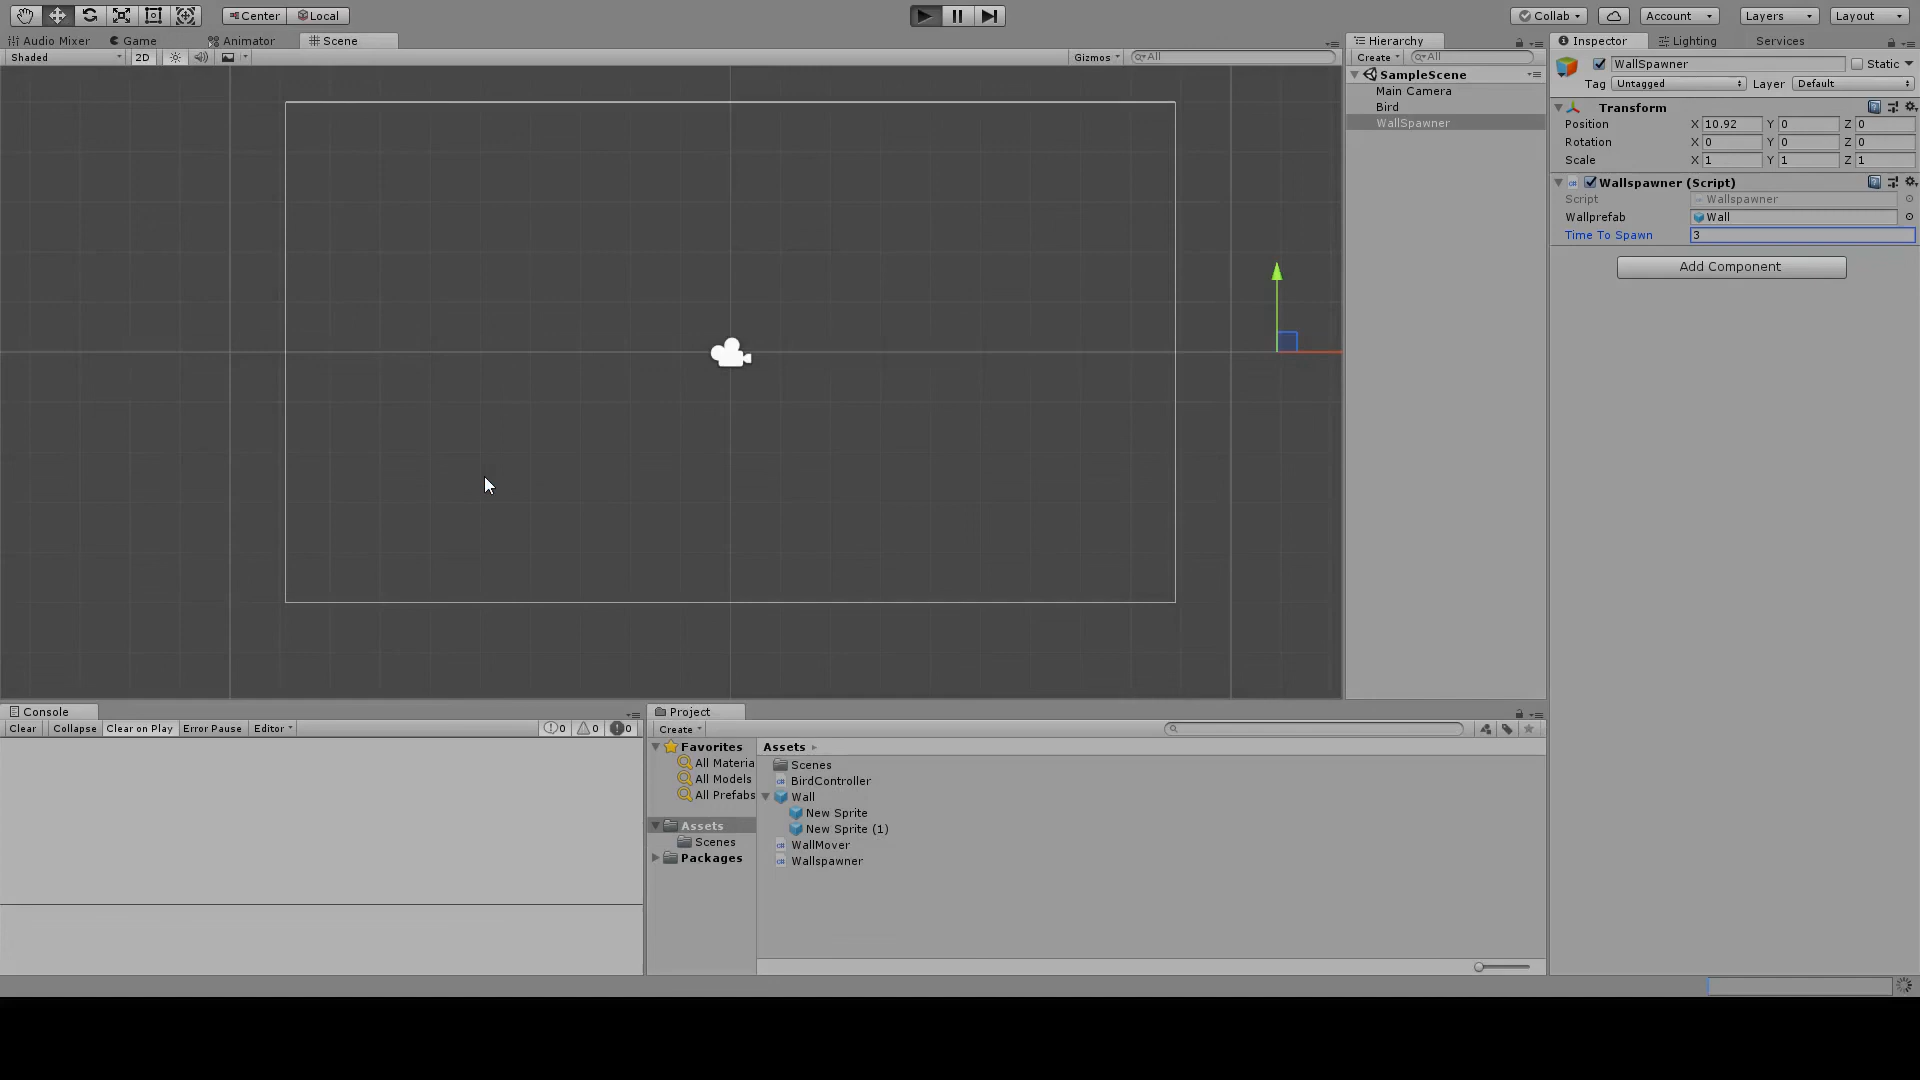 Center
Local
Collab
Account
Layers
Layout
Audio Mixer
Game
Animator
Scene
Shaded
2D
Gizmos
All
Hierarchy
Create
All
SampleScene
Main Camera
Bird
WallSpawner
Inspector
Lighting
Services
WallSpawner
Static
Tag
Untagged
Layer
Default
Transform
Position X 10.92 Y 0 Z 0
Rotation X 0 Y 0 Z 0
Scale X 1 Y 1 Z 1
Wallspawner (Script)
Script Wallspawner
Wallprefab Wall
Time To Spawn 3
Add Component
Console
Clear
Collapse
Clear on Play
Error Pause
Editor
0
0
0
Project
Create
Favorites
All Materia
All Models
All Prefabs
Assets
Scenes
Packages
Assets
Scenes
BirdController
Wall
New Sprite
New Sprite (1)
WallMover
Wallspawner